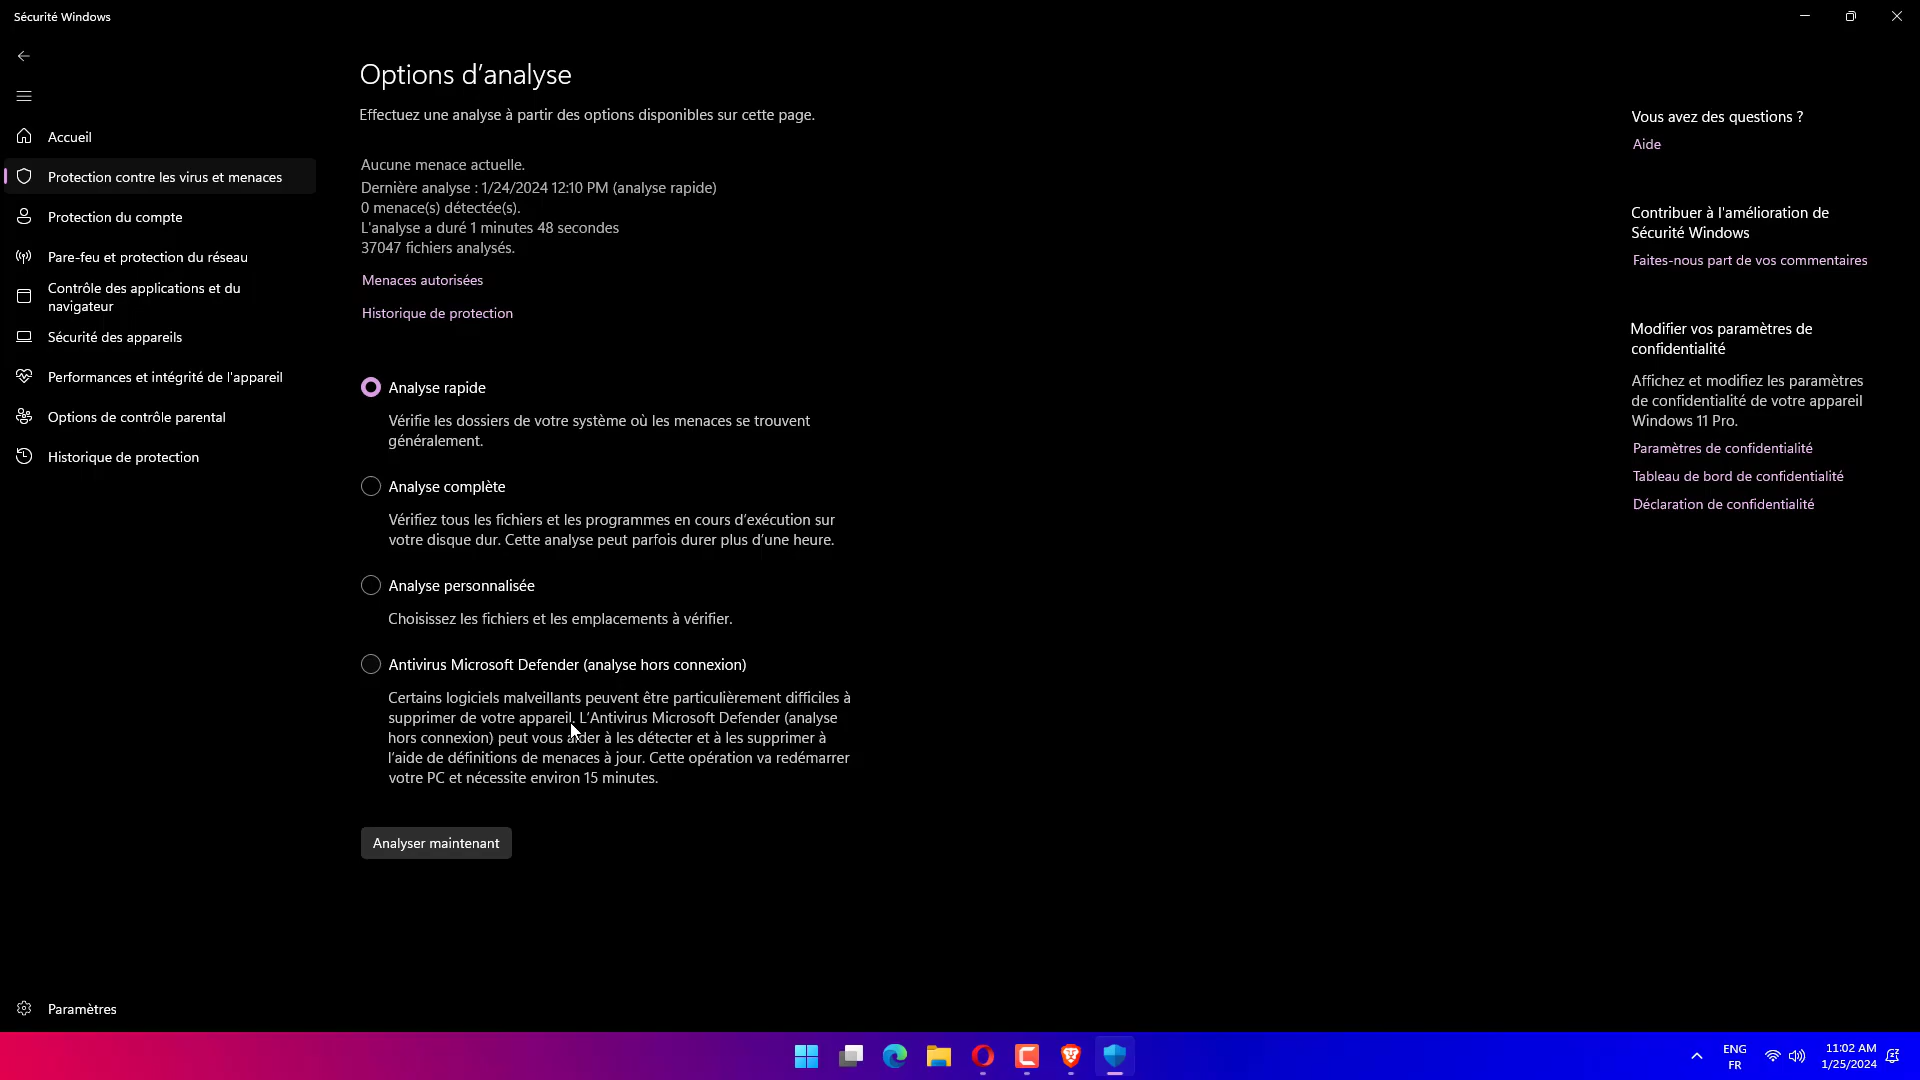 Sécurité Windows
Accueil
Protection contre les virus et menaces
Protection du compte
Pare-feu et protection du réseau
Contrôle des applications et du
navigateur
Sécurité des appareils
Performances et intégrité de l'appareil
Options de contrôle parental
Historique de protection
Paramètres
Options d’analyse
Effectuez une analyse à partir des options disponibles sur cette page.
Aucune menace actuelle.
Dernière analyse : 1/24/2024 12:10 PM (analyse rapide)
0 menace(s) détectée(s).
L'analyse a duré 1 minutes 48 secondes
37047 fichiers analysés.
Menaces autorisées
Historique de protection
Analyse rapide
Vérifie les dossiers de votre système où les menaces se trouvent
généralement.
Analyse complète
Vérifiez tous les fichiers et les programmes en cours d’exécution sur
votre disque dur. Cette analyse peut parfois durer plus d’une heure.
Analyse personnalisée
Choisissez les fichiers et les emplacements à vérifier.
Antivirus Microsoft Defender (analyse hors connexion)
Certains logiciels malveillants peuvent être particulièrement difficiles à
supprimer de votre appareil. L’Antivirus Microsoft Defender (analyse
hors connexion) peut vous aider à les détecter et à les supprimer à
l’aide de définitions de menaces à jour. Cette opération va redémarrer
votre PC et nécessite environ 15 minutes.
Analyser maintenant
Vous avez des questions ?
Aide
Contribuer à l'amélioration de
Sécurité Windows
Faites-nous part de vos commentaires
Modifier vos paramètres de
confidentialité
Affichez et modifiez les paramètres
de confidentialité de votre appareil
Windows 11 Pro.
Paramètres de confidentialité
Tableau de bord de confidentialité
Déclaration de confidentialité
ENG
FR
11:02 AM
1/25/2024